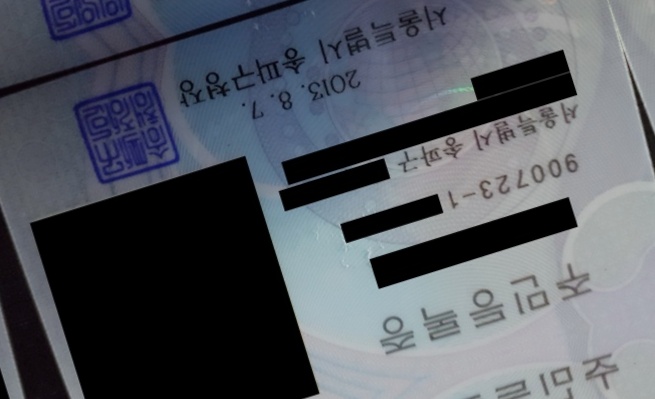 주민등록증
900723-1
서울특별시 송파구
2013. 8. 7.
서울특별시 송파구청장